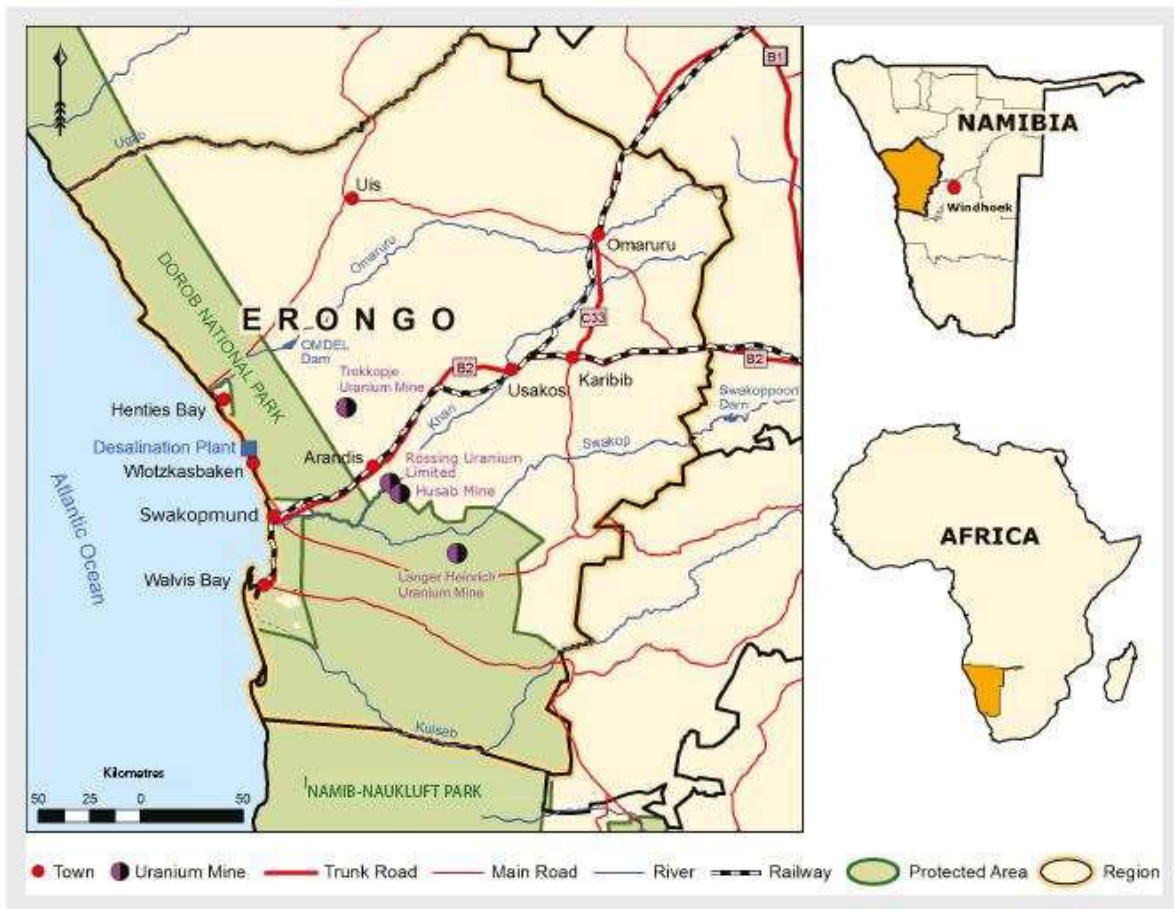 B1
Ugab
Uis
Omaruru
Omaruru
DOROB NATIONAL PARK
ERONGO
OMDEL
Dam
C33
Trekkopje
Uranium Mine
B2
B2
Usakos
Karibib
Henties Bay
Khan
Swakoppoort
Dam
Swakop
Desalination Plant
Wlotzkasbaken
Arandis
Rössing Uranium
Limited
Husab Mine
Swakopmund
Atlantic Ocean
Walvis Bay
Langer Heinrich
Uranium Mine
Kuiseb
Kilometres
50 25 0 50
NAMIB-NAUKLUFT PARK
NAMIBIA
Windhoek
AFRICA
Town
Uranium Mine
Trunk Road
Main Road
River
Railway
Protected Area
Region